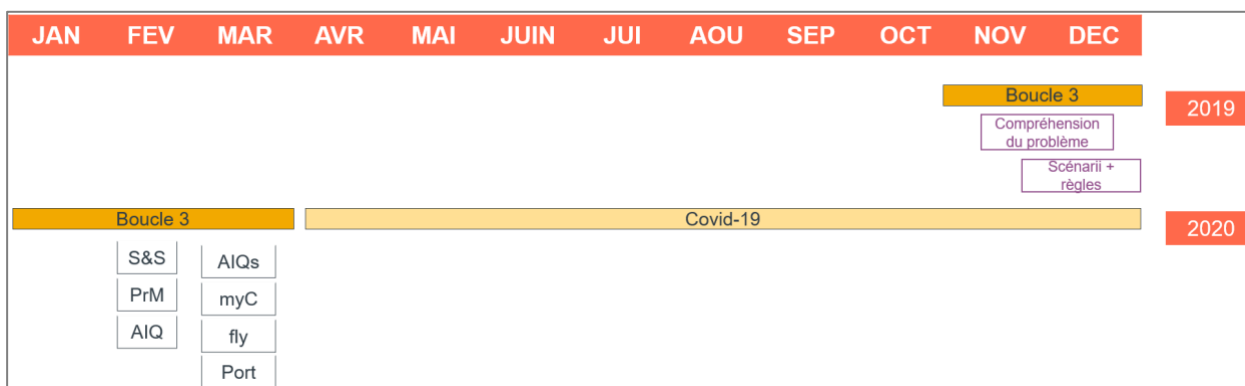 JAN FEV MAR AVR MAI JUIN JUI AOU SEP OCT NOV DEC
Boucle 3
2019
Compréhension
du problème
Scénarii +
règles
Boucle 3 Covid-19
2020
S&S AIQs
PrM myC
AIQ fly
Port